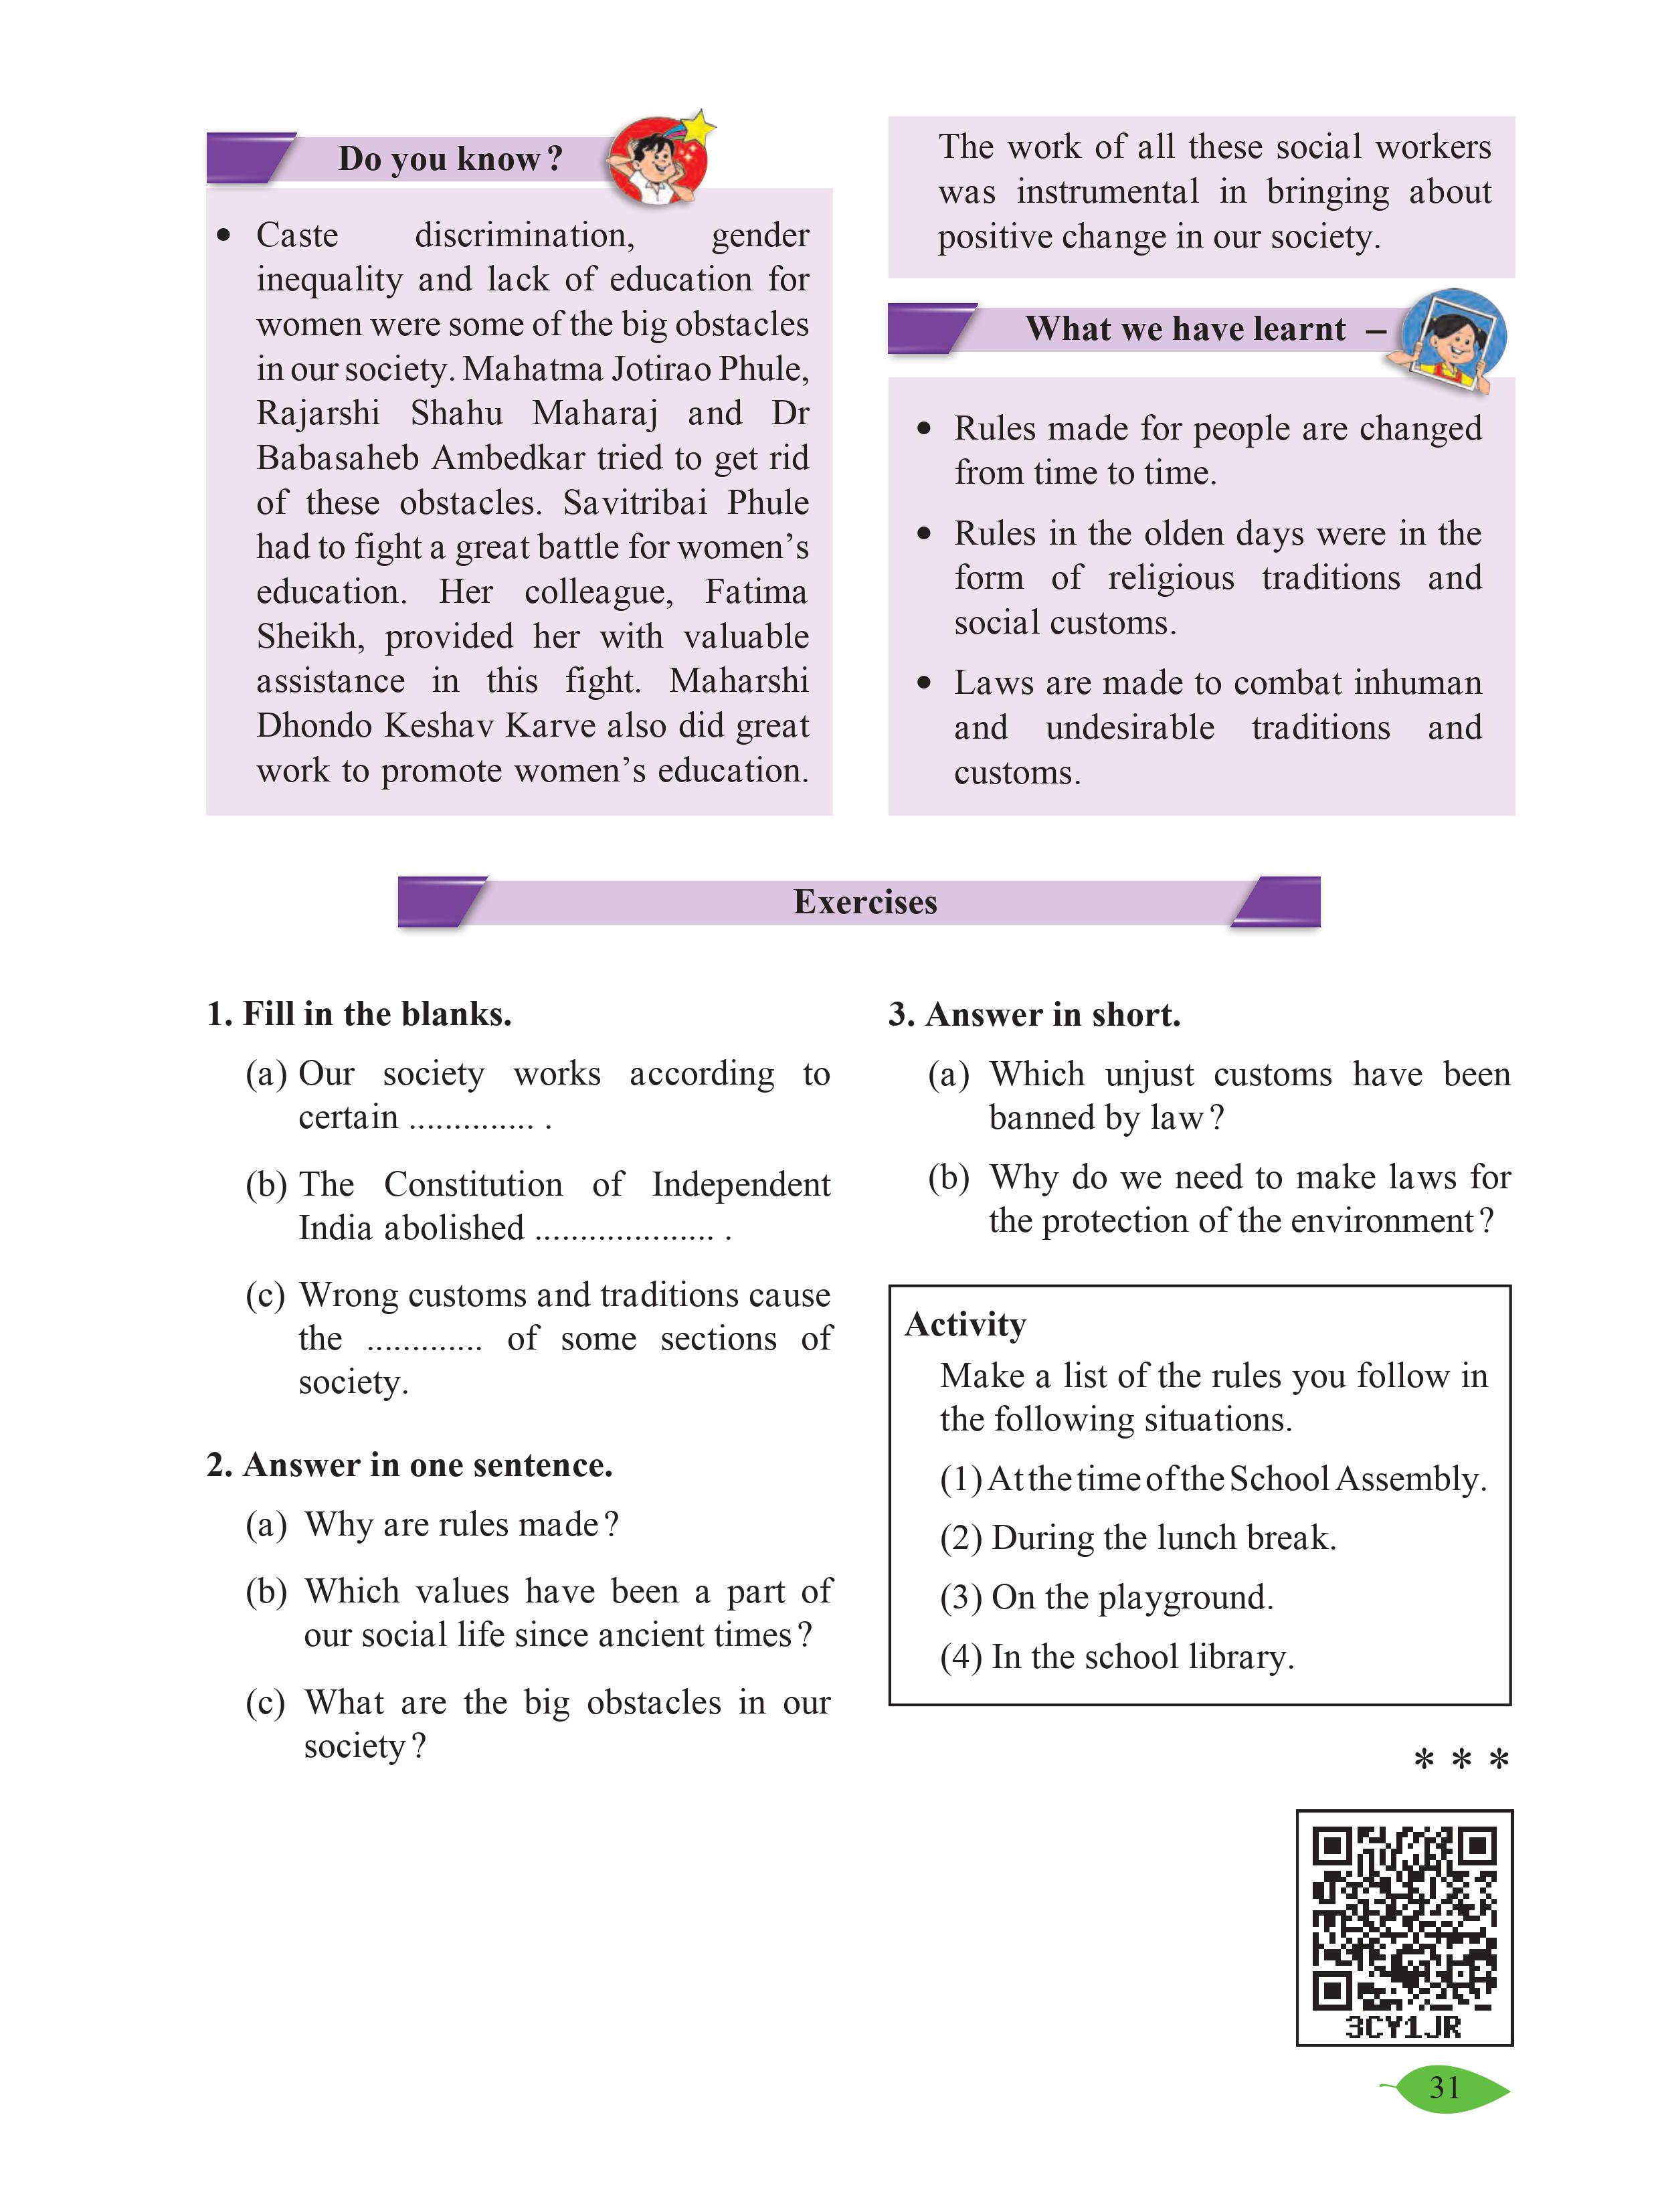 Do you know?
• Caste discrimination, gender
inequality and lack of education for
women were some of the big obstacles
in our society. Mahatma Jotirao Phule,
Rajarshi Shahu Maharaj and Dr
Babasaheb Ambedkar tried to get rid
of these obstacles. Savitribai Phule
had to fight a great battle for women’s
education. Her colleague, Fatima
Sheikh, provided her with valuable
assistance in this fight. Maharshi
Dhondo Keshav Karve also did great
work to promote women’s education.
The work of all these social workers
was instrumental in bringing about
positive change in our society.
What we have learnt –
• Rules made for people are changed
from time to time.
• Rules in the olden days were in the
form of religious traditions and
social customs.
• Laws are made to combat inhuman
and undesirable traditions and
customs.
Exercises
1. Fill in the blanks.
(a) Our society works according to
certain .............. .
(b) The Constitution of Independent
India abolished .................... .
(c) Wrong customs and traditions cause
the ............. of some sections of
society.
2. Answer in one sentence.
(a) Why are rules made?
(b) Which values have been a part of
our social life since ancient times?
(c) What are the big obstacles in our
society?
3. Answer in short.
(a) Which unjust customs have been
banned by law?
(b) Why do we need to make laws for
the protection of the environment?
Activity
Make a list of the rules you follow in
the following situations.
(1) At the time of the School Assembly.
(2) During the lunch break.
(3) On the playground.
(4) In the school library.
* * *
3CY1JR
31